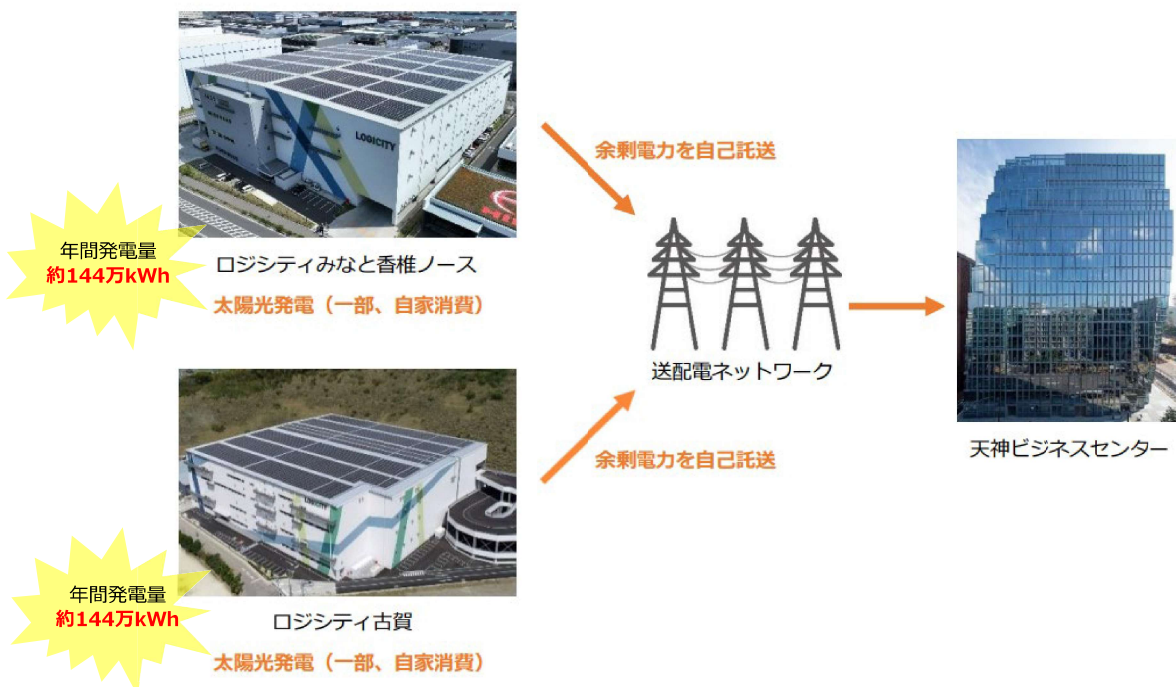 LOGICITY
余剰電力を自己託送
年間発電量
約144万kWh
ロジシティみなと香椎ノース
太陽光発電（一部、自家消費）
送配電ネットワーク
天神ビジネスセンター
余剰電力を自己託送
LOGICITY
年間発電量
約144万kWh
ロジシティ古賀
太陽光発電（一部、自家消費）